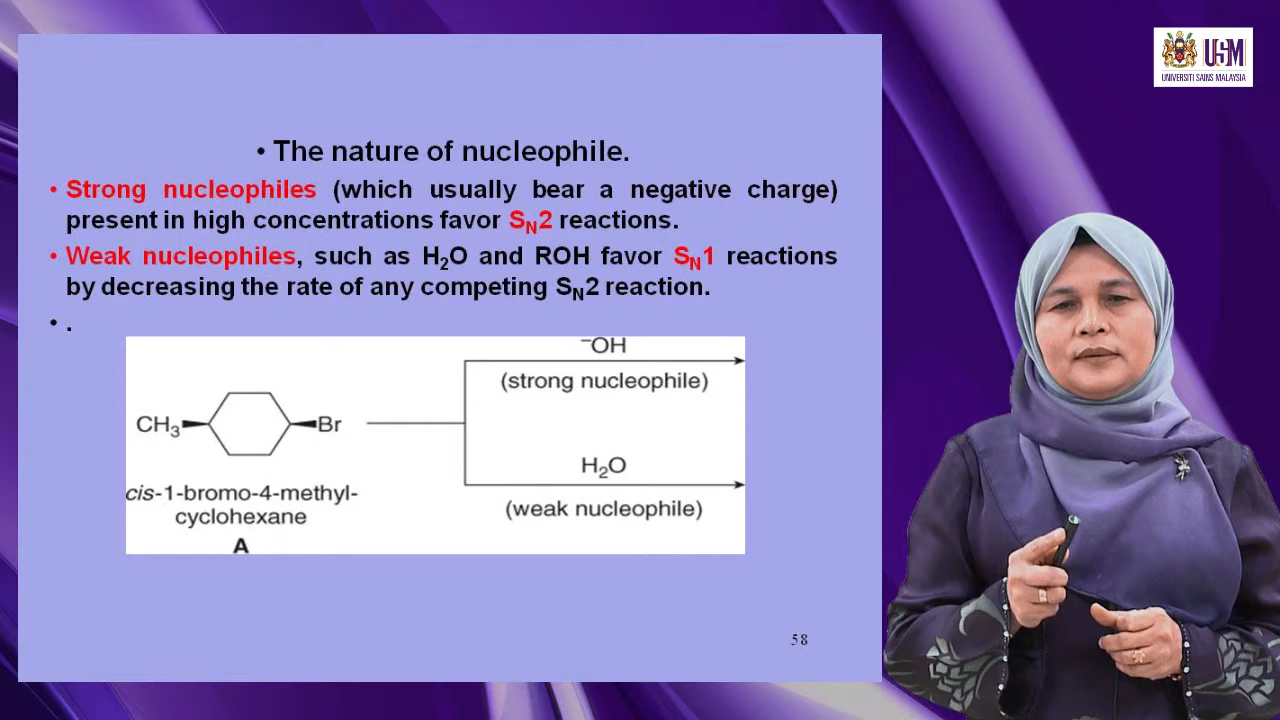 USM
UNIVERSITI SAINS MALAYSIA
• The nature of nucleophile.
• Strong nucleophiles (which usually bear a negative charge)
present in high concentrations favor SN2 reactions.
• Weak nucleophiles, such as H2O and ROH favor SN1 reactions
by decreasing the rate of any competing SN2 reaction.
• .
⁻OH
(strong nucleophile)
CH3 Br
H2O
(weak nucleophile)
cis-1-bromo-4-methyl-
cyclohexane
A
58